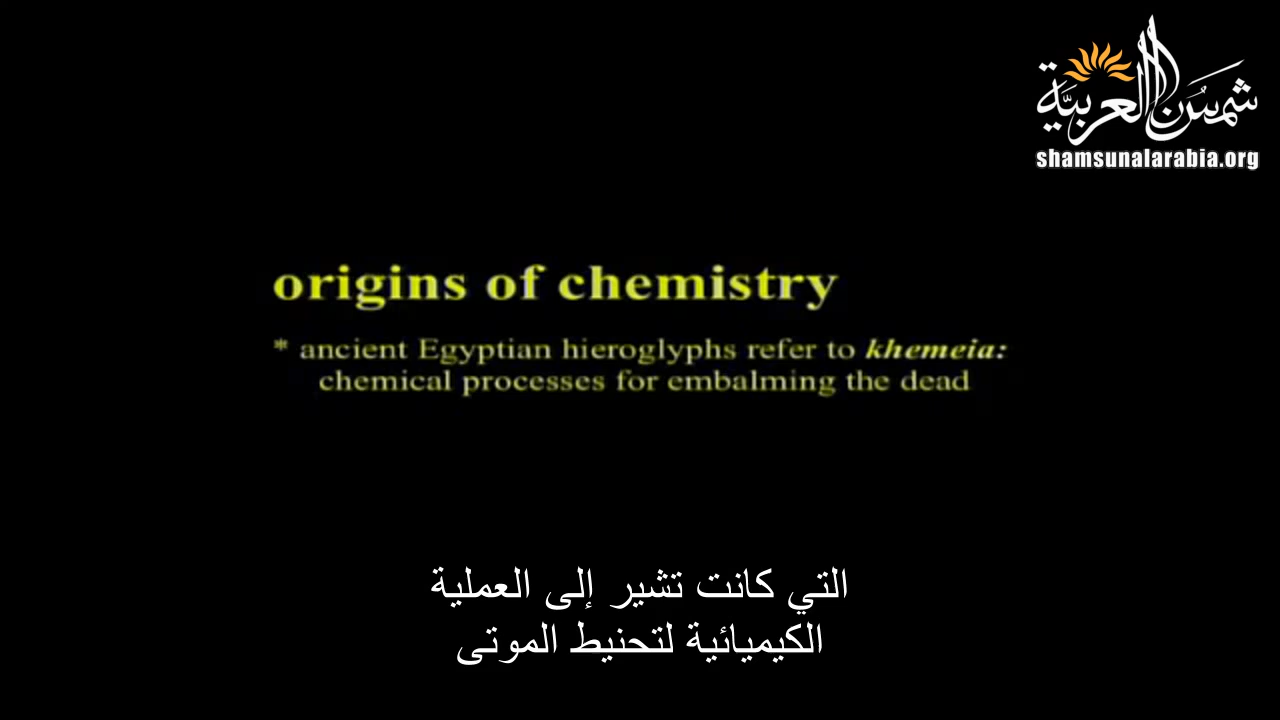 شمسن العربية
shamsunalarabia.org
origins of chemistry
* ancient Egyptian hieroglyphs refer to khemeia:
chemical processes for embalming the dead
التي كانت تشير إلى العملية
الكيميائية لتحنيط الموتى